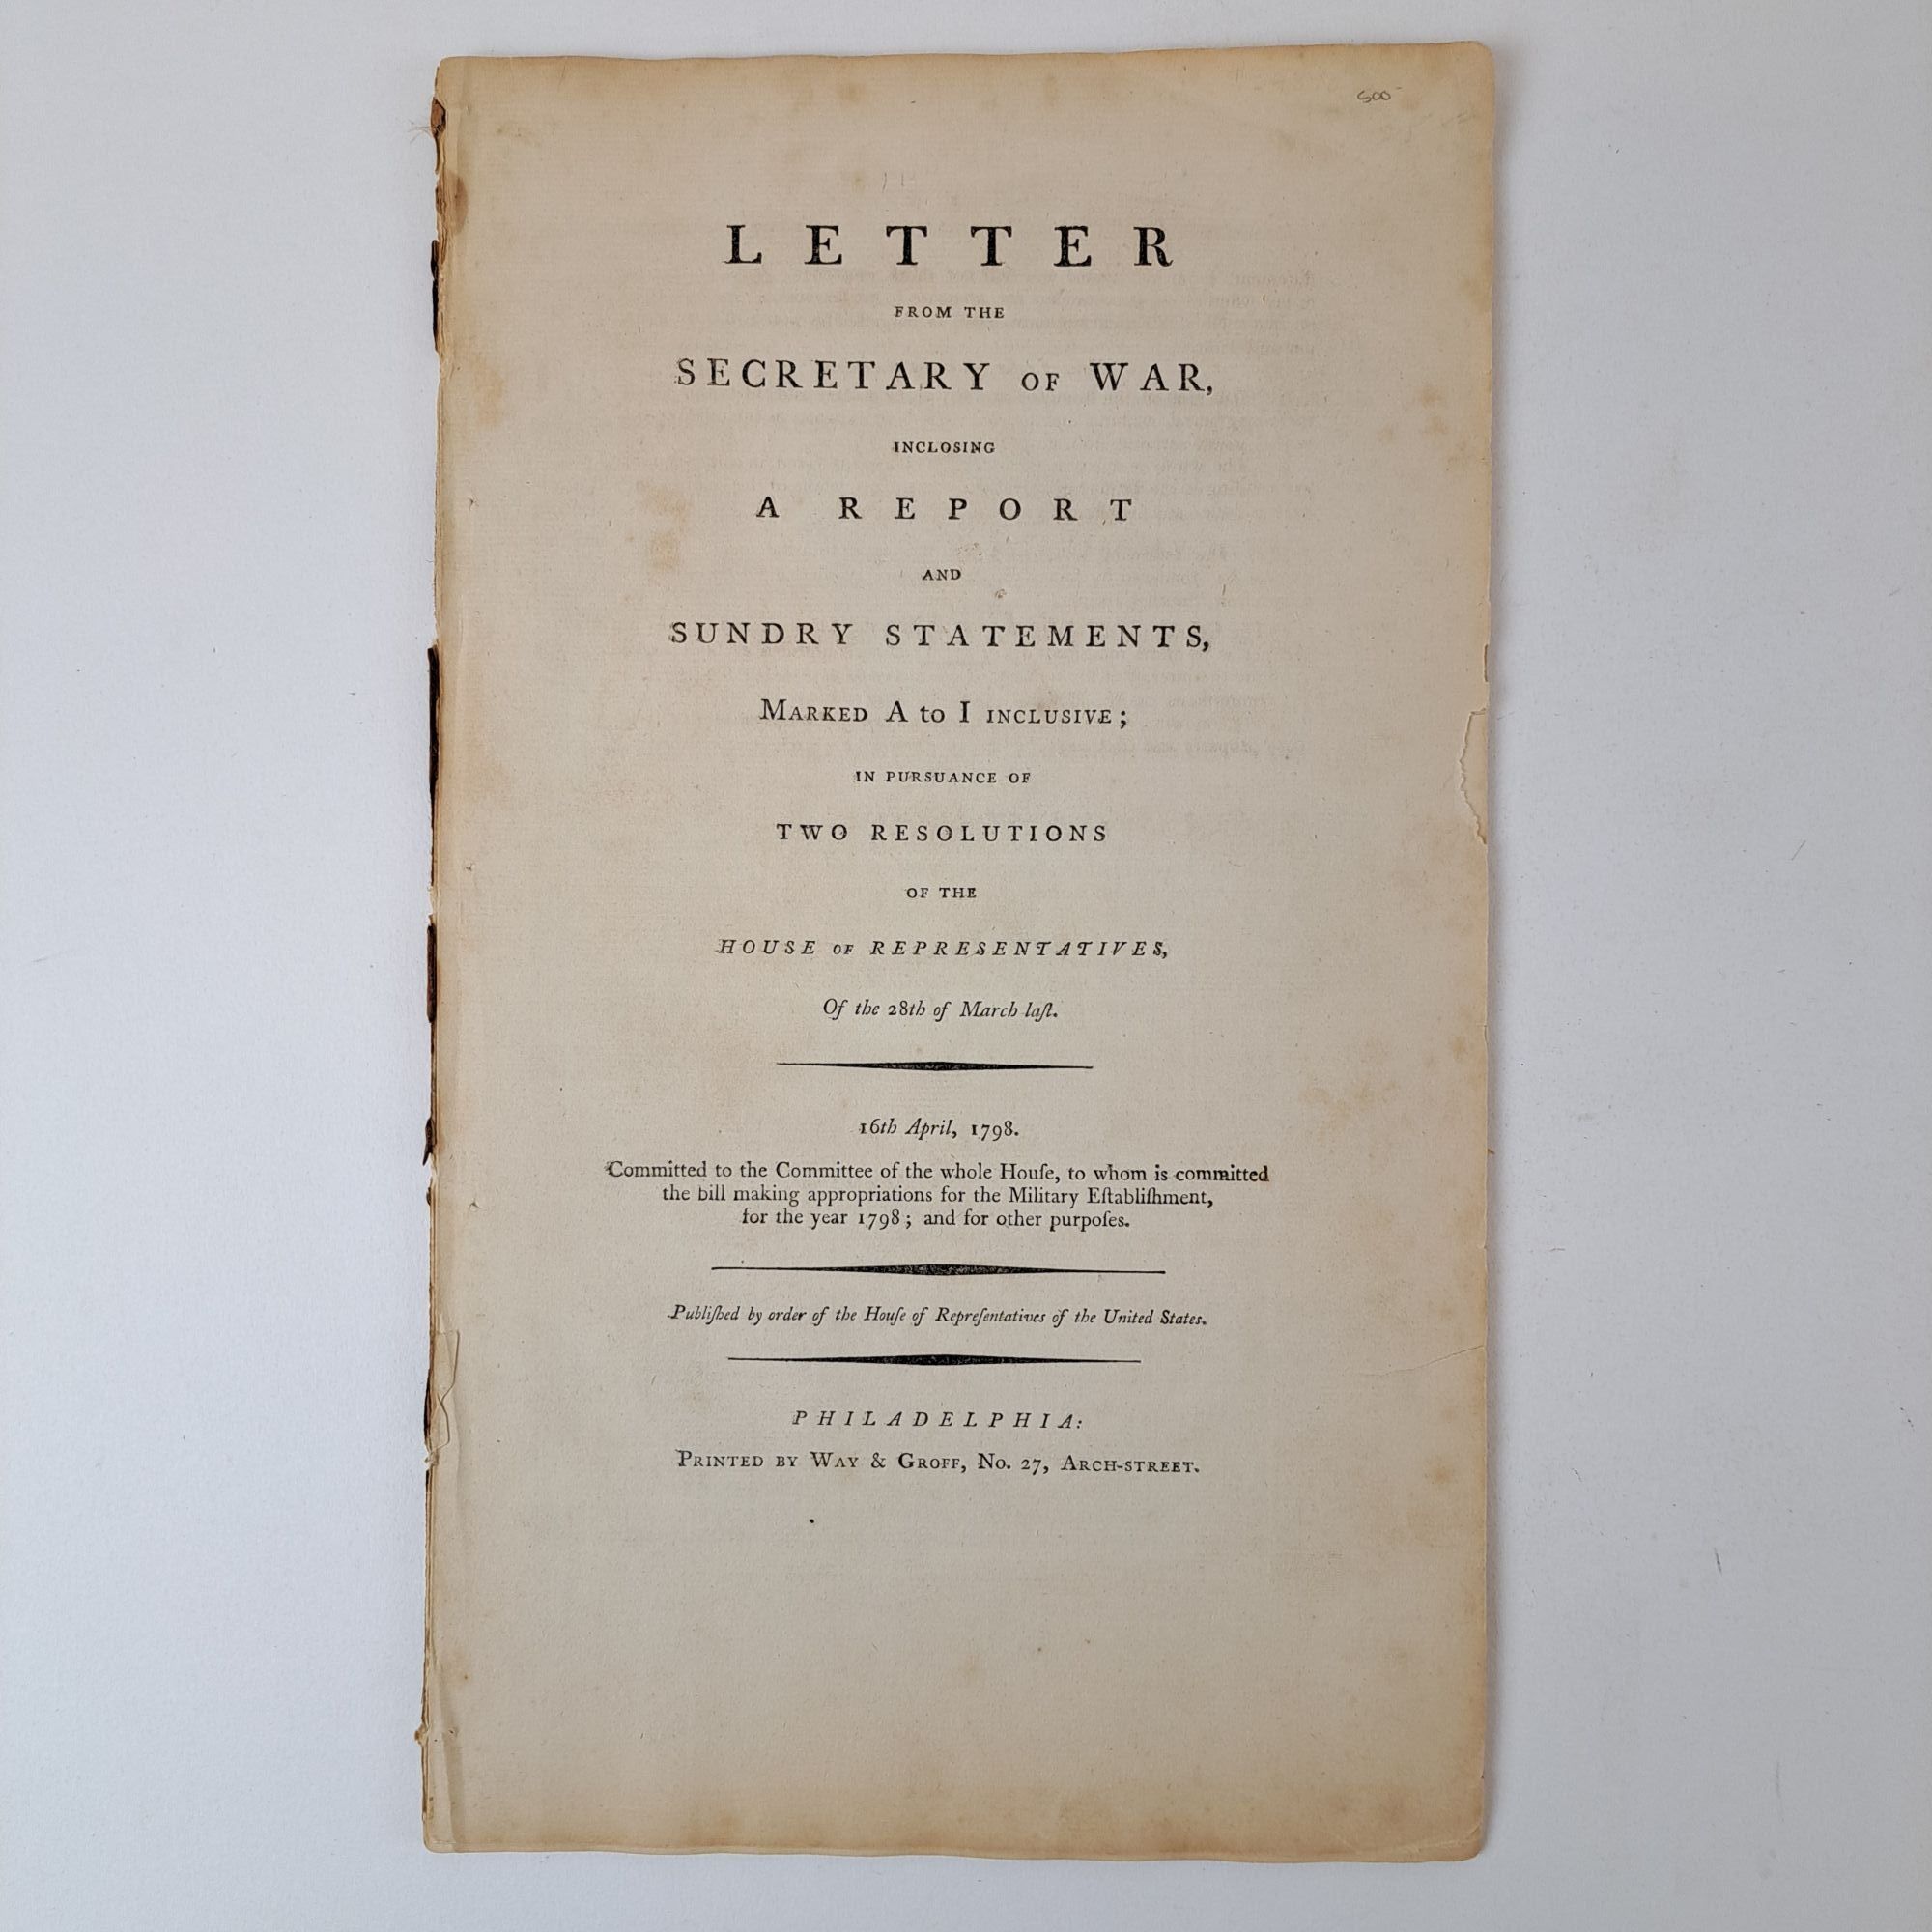 500
LETTER
FROM THE
SECRETARY OF WAR,
INCLOSING
A REPORT
AND
SUNDRY STATEMENTS,
MARKED A to I INCLUSIVE;
IN PURSUANCE OF
TWO RESOLUTIONS
OF THE
HOUSE OF REPRESENTATIVES,
Of the 28th of March laſt.
16th April, 1798.
Committed to the Committee of the whole Houſe, to whom is committed
the bill making appropriations for the Military Eſtabliſhment,
for the year 1798; and for other purpoſes.
Publiſhed by order of the Houſe of Repreſentatives of the United States.
PHILADELPHIA:
PRINTED BY WAY & GROFF, No. 27, ARCH-STREET.